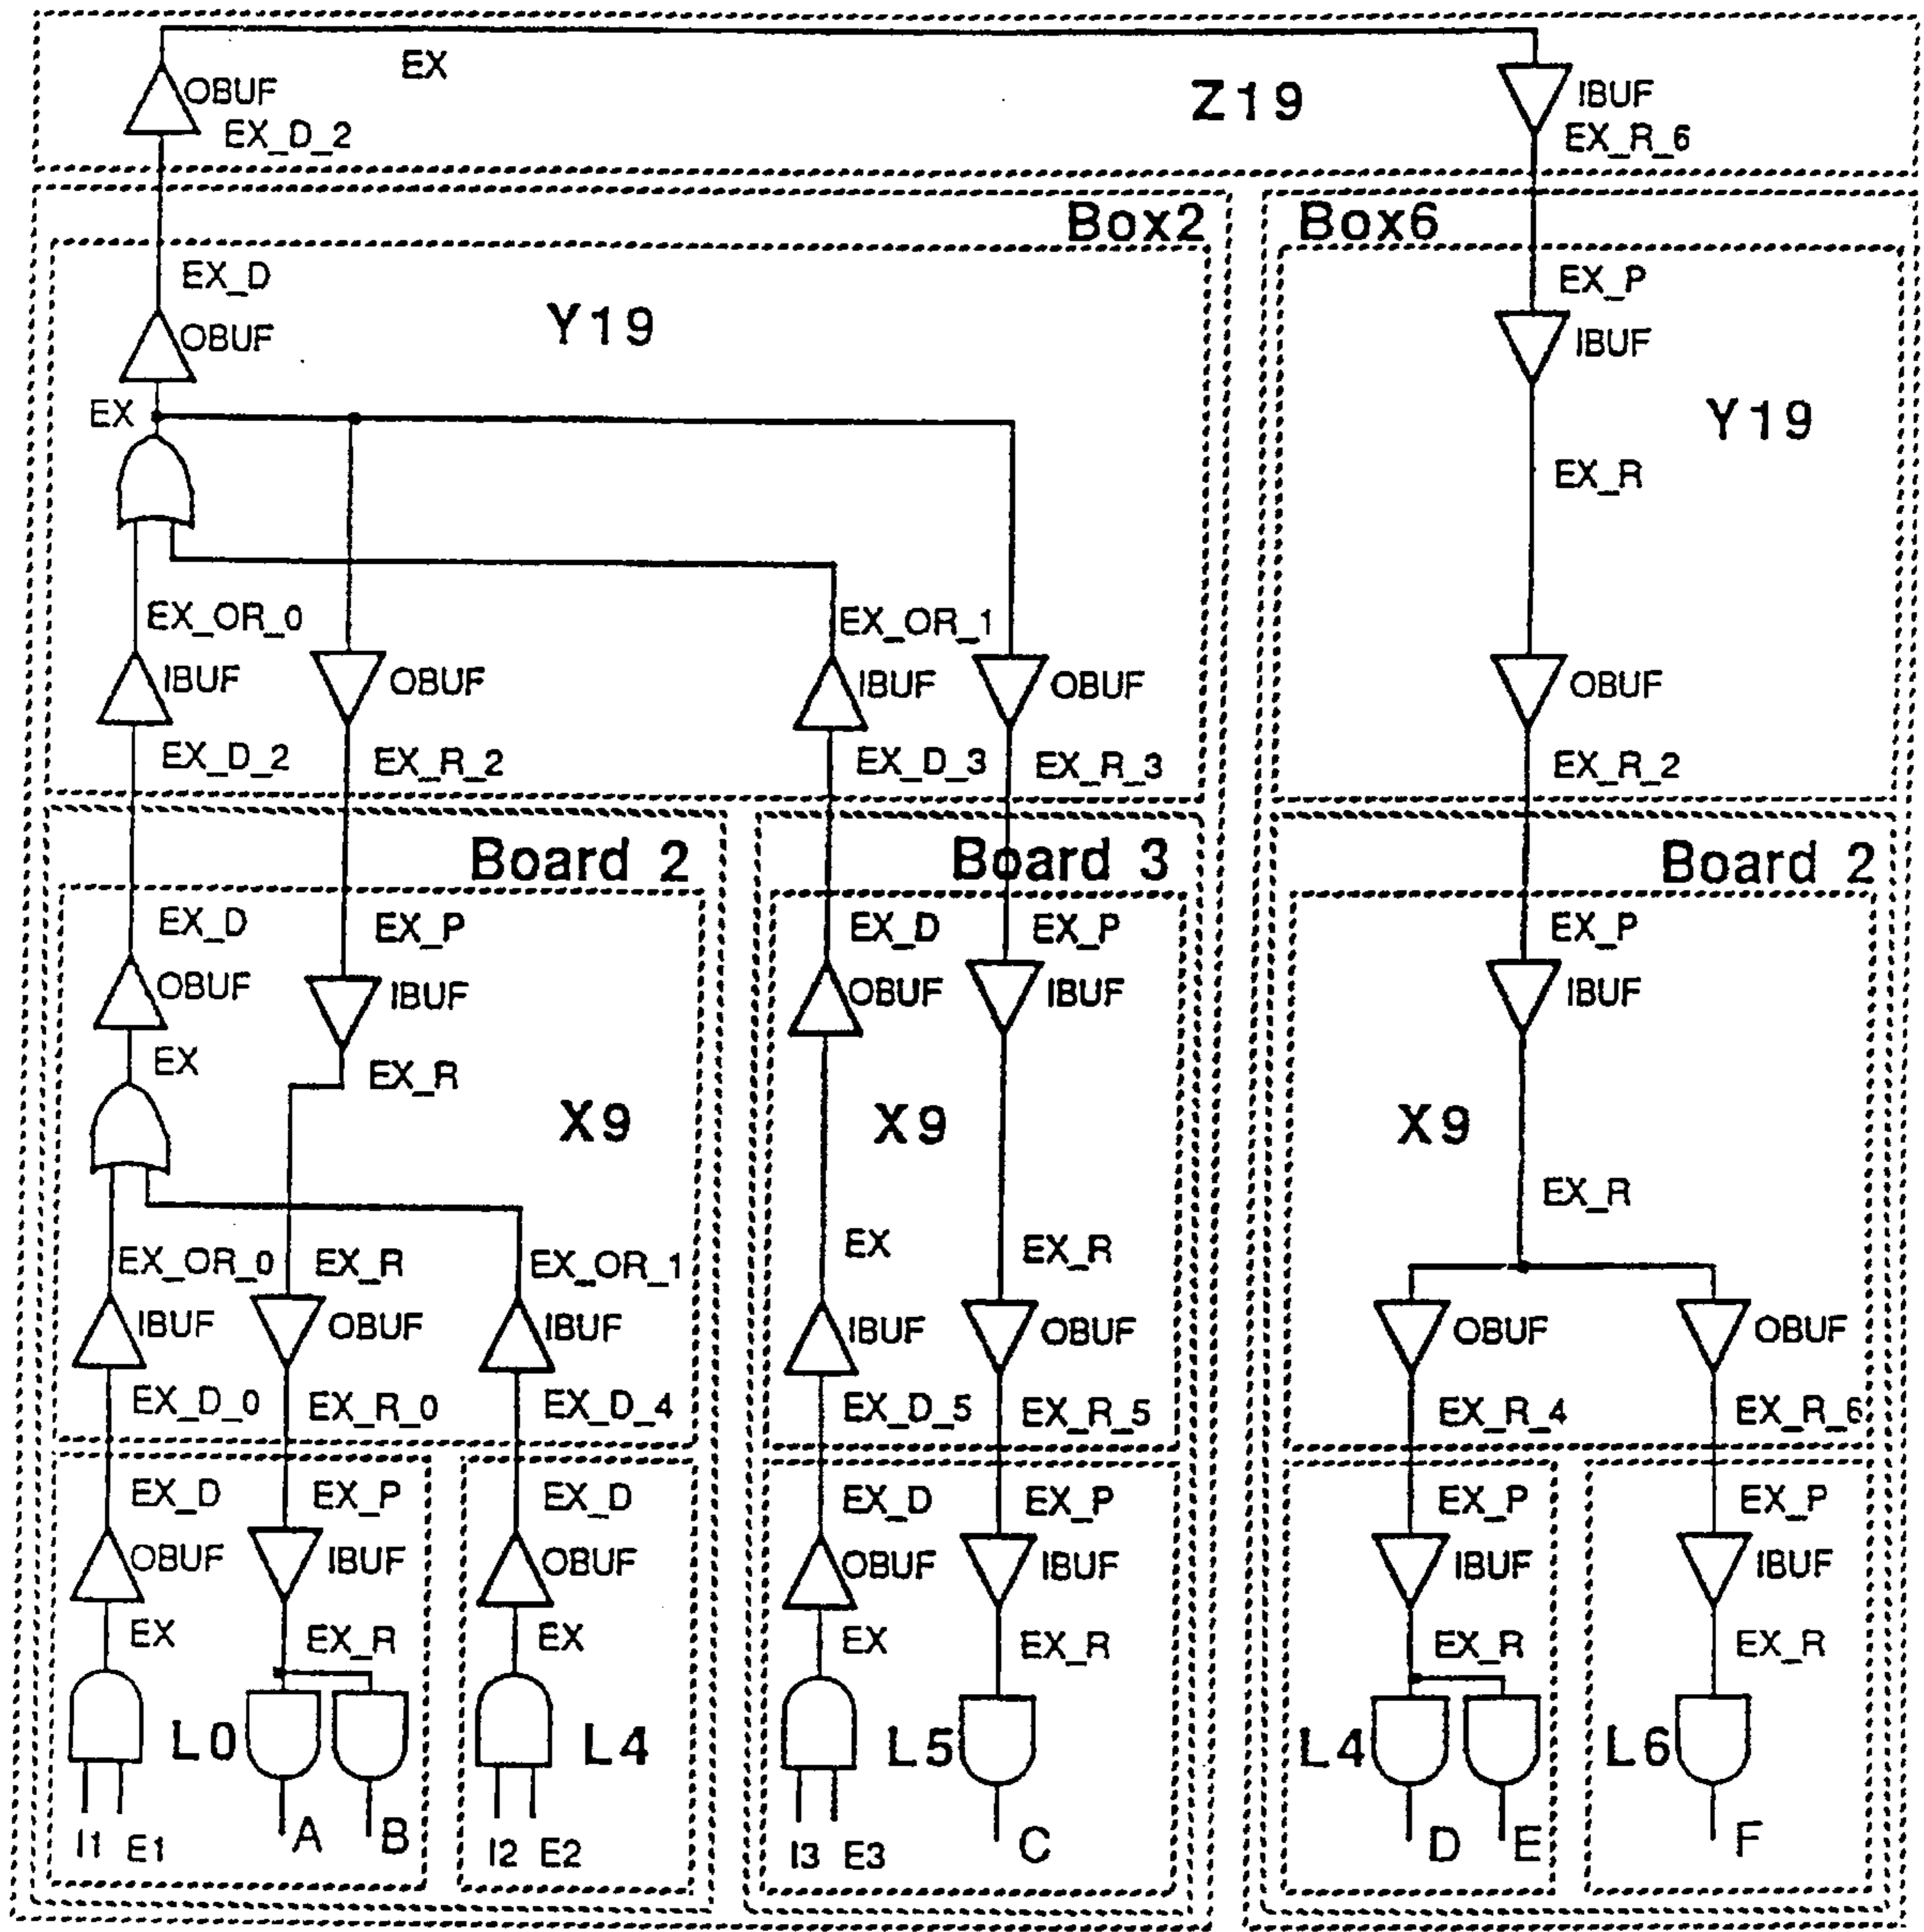 EX
OBUF
Z19
IBUF
EX_D_2
EX_R_6
Box2
Box6
EX_D
EX_P
Y19
OBUF
IBUF
EX
Y19
EX_R
EX_OR_0
EX_OR_1
IBUF
OBUF
IBUF
OBUF
OBUF
EX_D_2
EX_R_2
EX_D_3
EX_R_3
EX_R_2
Board 2
Board 3
Board 2
EX_D
EX_P
EX_D
EX_P
EX_P
OBUF
IBUF
OBUF
IBUF
IBUF
EX
EX_R
X9
X9
X9
EX_R
EX_OR_0
EX_R
EX_OR_1
EX
EX_R
IBUF
OBUF
IBUF
IBUF
OBUF
OBUF
OBUF
EX_D_0
EX_R_0
EX_D_4
EX_D_5
EX_R_5
EX_R_4
EX_R_6
EX_D
EX_P
EX_D
EX_D
EX_P
EX_P
EX_P
OBUF
IBUF
OBUF
OBUF
IBUF
IBUF
IBUF
EX
EX_R
EX
EX
EX_R
EX_R
EX_R
L0
L4
L5
L4
L6
I1 E1
A
B
I2 E2
I3 E3
C
D
E
F